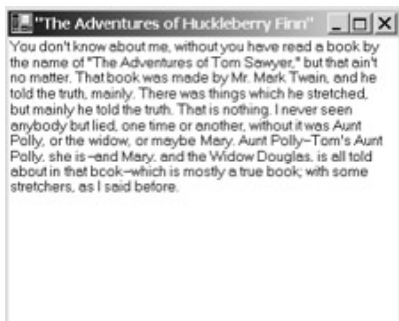 "The Adventures of Huckleberry Finn"
You don't know about me, without you have read a book by
the name of "The Adventures of Tom Sawyer," but that ain't
no matter. That book was made by Mr. Mark Twain, and he
told the truth, mainly. There was things which he stretched,
but mainly he told the truth. That is nothing. I never seen
anybody but lied, one time or another, without it was Aunt
Polly, or the widow, or maybe Mary. Aunt Polly–Tom's Aunt
Polly, she is–and Mary, and the Widow Douglas, is all told
about in that book–which is mostly a true book; with some
stretchers, as I said before.